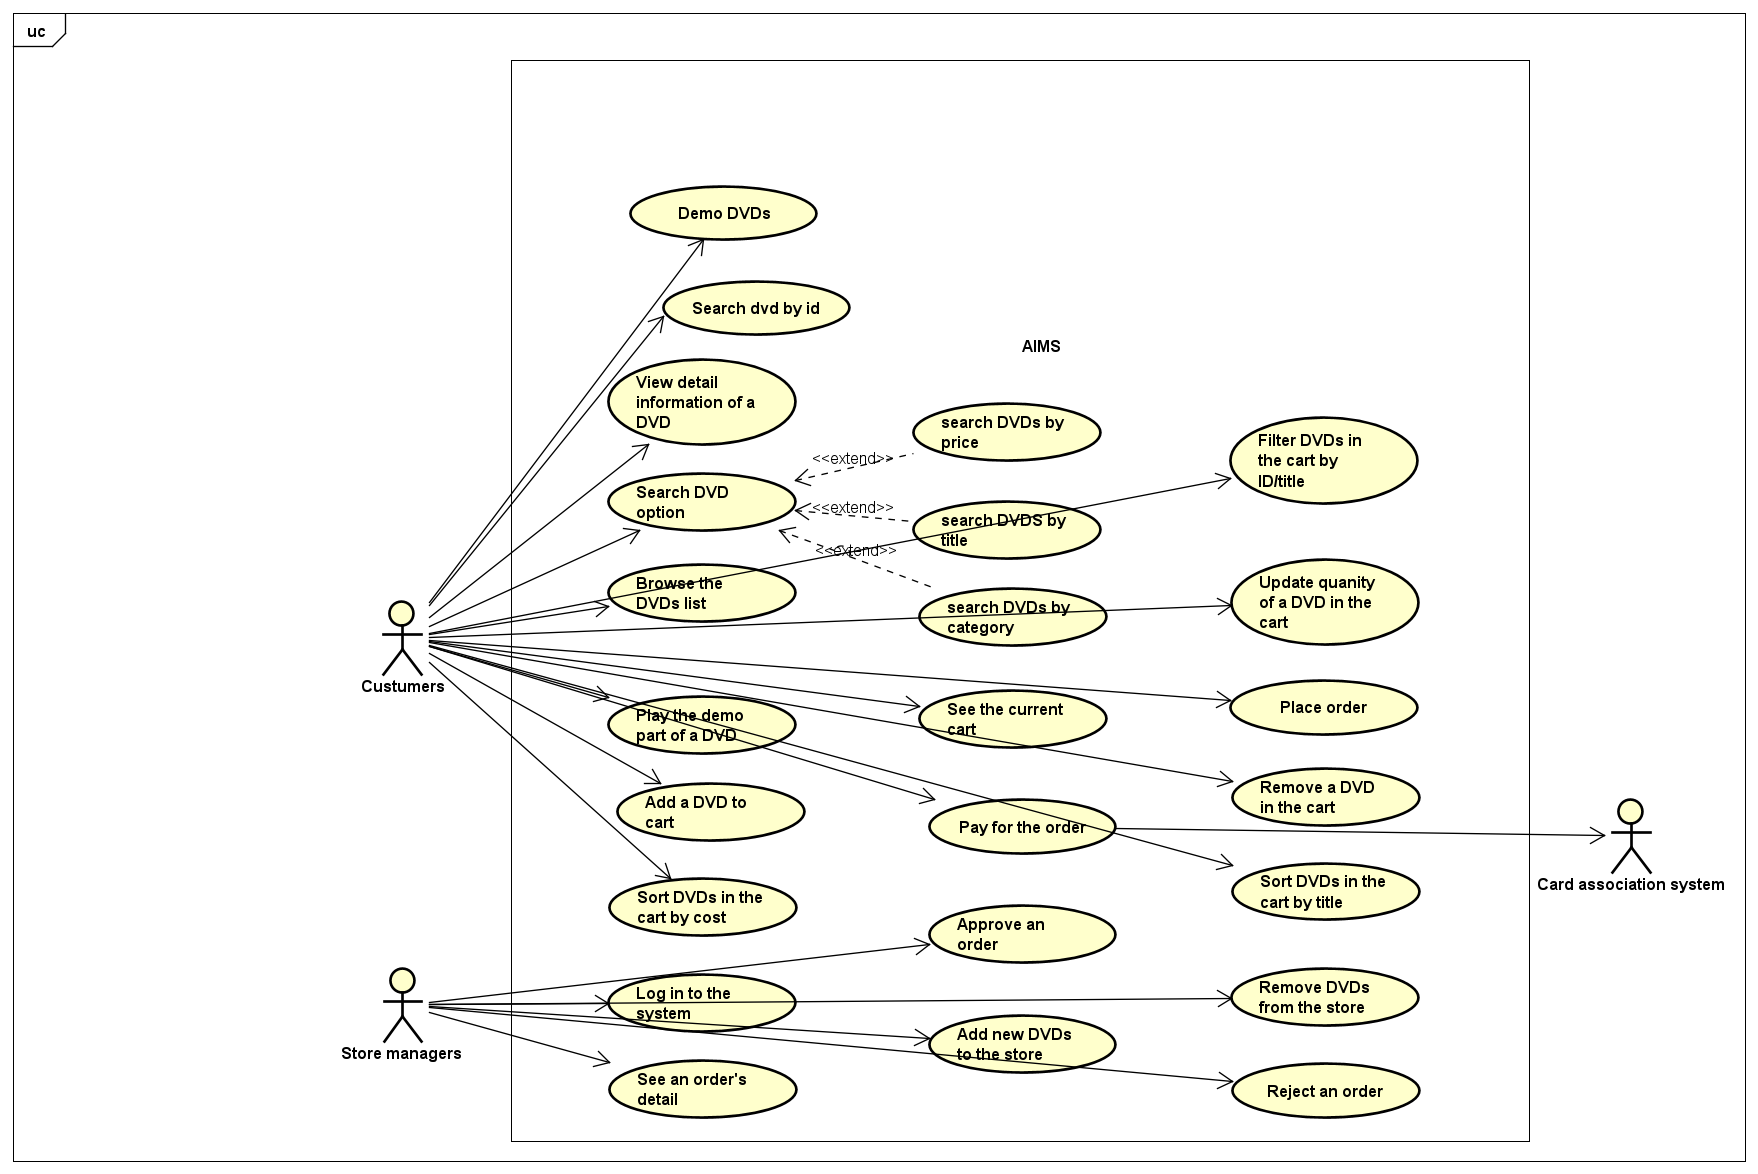 uc
Demo DVDs
Search dvd by id
AIMS
View detail
information of a
DVD
search DVDs by
price
Filter DVDs in
the cart by
ID/title
<<extend>>
Search DVD
option
<<extend>>
search DVDS by
title
<<extend>>
Browse the
DVDs list
search DVDs by
category
Update quanity
of a DVD in the
cart
Custumers
Play the demo
part of a DVD
See the current
cart
Place order
Add a DVD to
cart
Pay for the order
Remove a DVD
in the cart
Card association system
Sort DVDs in the
cart by cost
Sort DVDs in the
cart by title
Approve an
order
Store managers
Log in to the
system
Remove DVDs
from the store
Add new DVDs
to the store
See an order's
detail
Reject an order